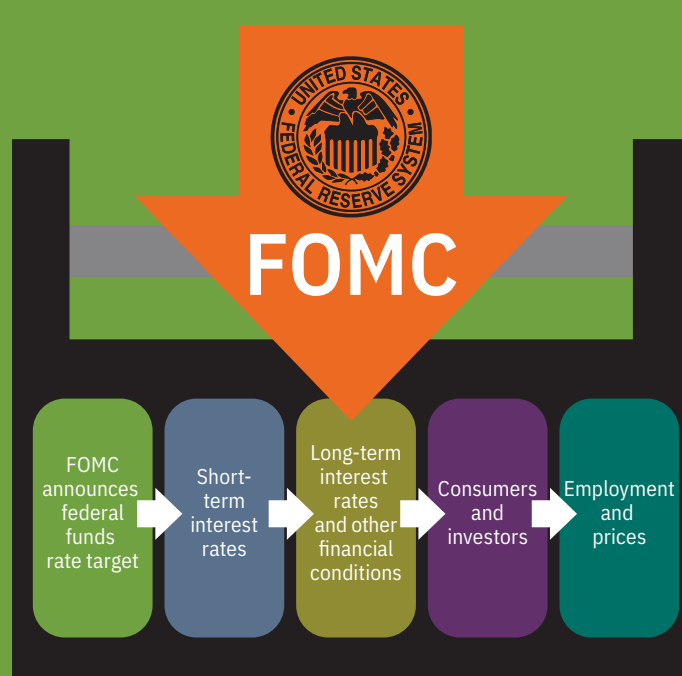 UNITED STATES
FEDERAL RESERVE SYSTEM
FOMC
FOMC
announces
federal
funds
rate target
Short-
term
interest
rates
Long-term
interest
rates
and other
financial
conditions
Consumers
and
investors
Employment
and
prices